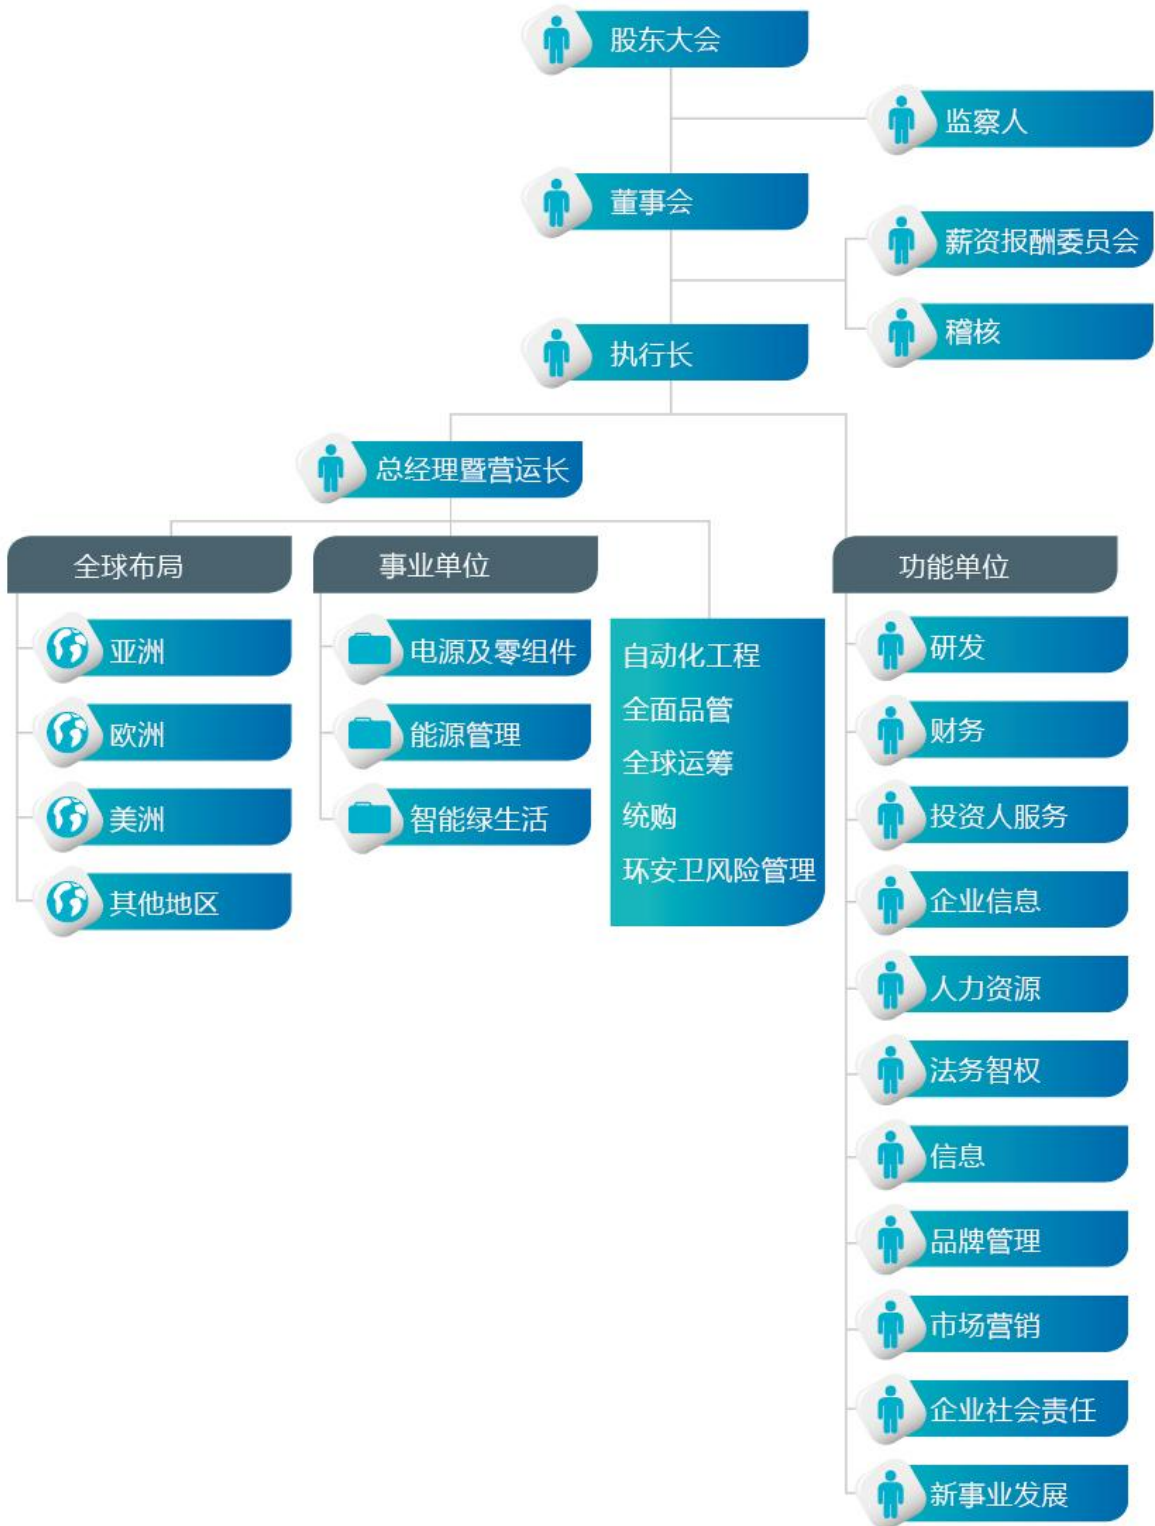 股东大会
监察人
董事会
薪资报酬委员会
稽核
执行长
总经理暨营运长
全球布局
亚洲
欧洲
美洲
其他地区
事业单位
电源及零组件
能源管理
智能绿生活
自动化工程
全面品管
全球运筹
统购
环安卫风险管理
功能单位
研发
财务
投资人服务
企业信息
人力资源
法务智权
信息
品牌管理
市场营销
企业社会责任
新事业发展